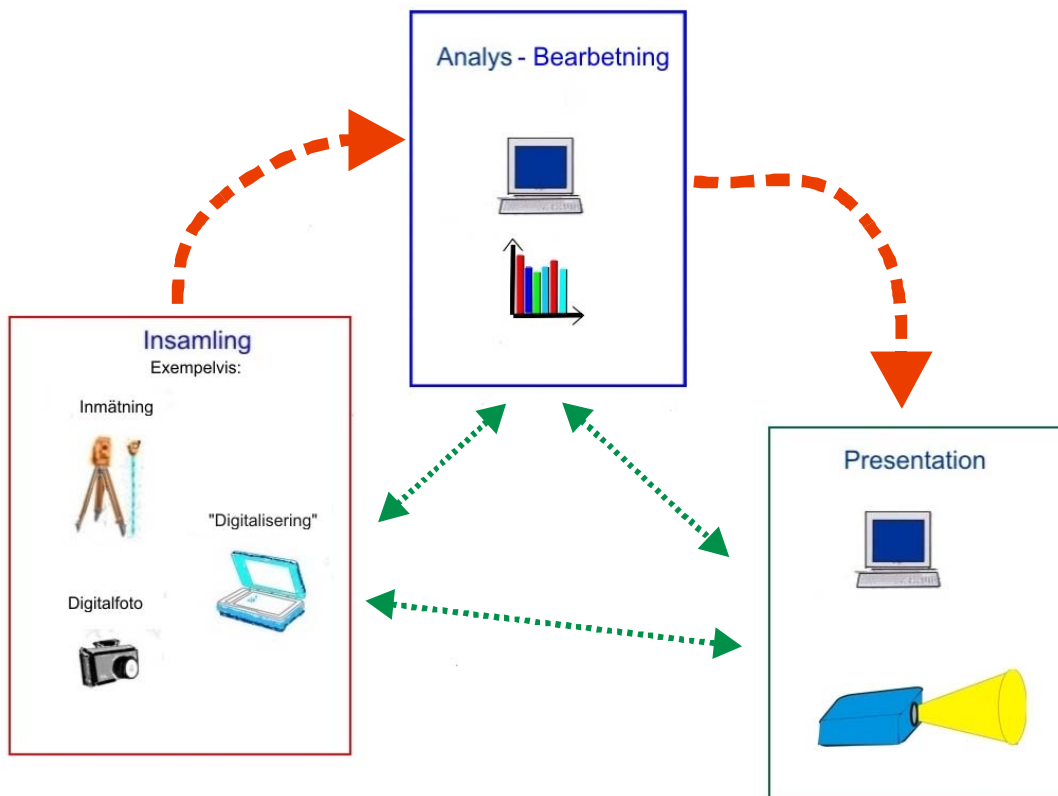 Analys - Bearbetning
Insamling
Exempelvis:
Inmätning
"Digitalisering"
Digitalfoto
Presentation